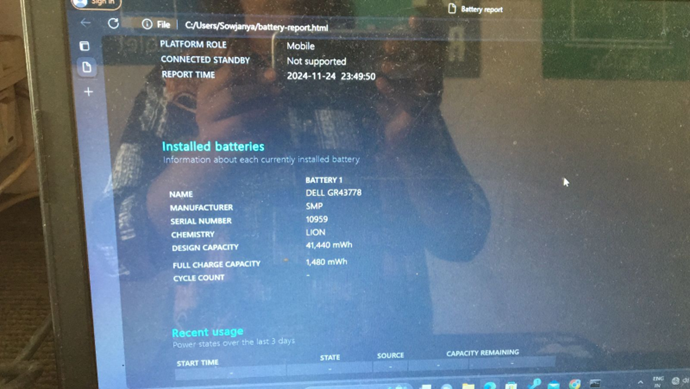 Sign in
Battery report
File C:/Users/Sowjanya/battery-report.html
PLATFORM ROLE Mobile
CONNECTED STANDBY Not supported
REPORT TIME 2024-11-24 23:49:50
Installed batteries
Information about each currently installed battery
BATTERY 1
NAME DELL GR43778
MANUFACTURER SMP
SERIAL NUMBER 10959
CHEMISTRY LION
DESIGN CAPACITY 41,440 mWh
FULL CHARGE CAPACITY 1,480 mWh
CYCLE COUNT -
Recent usage
Power states over the last 3 days
START TIME STATE SOURCE CAPACITY REMAINING
ENG
IN